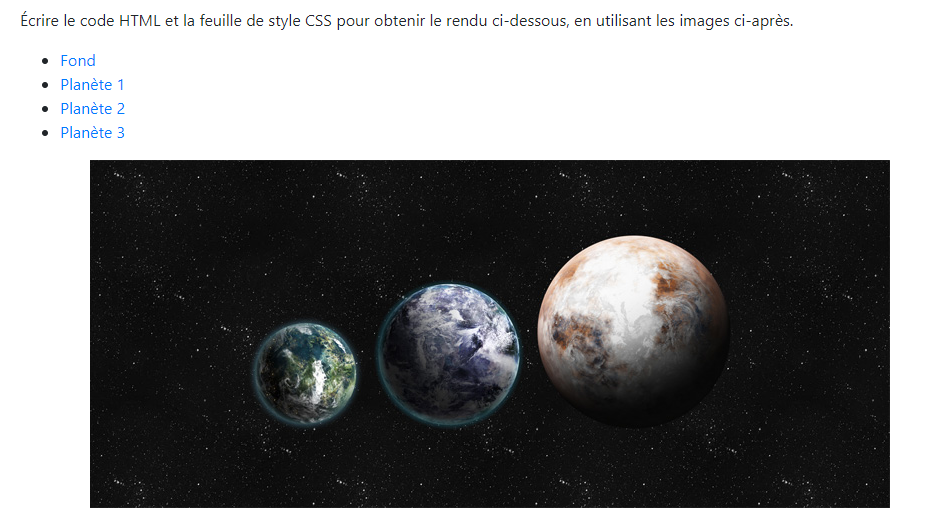 Écrire le code HTML et la feuille de style CSS pour obtenir le rendu ci-dessous, en utilisant les images ci-après.
Fond
Planète 1
Planète 2
Planète 3